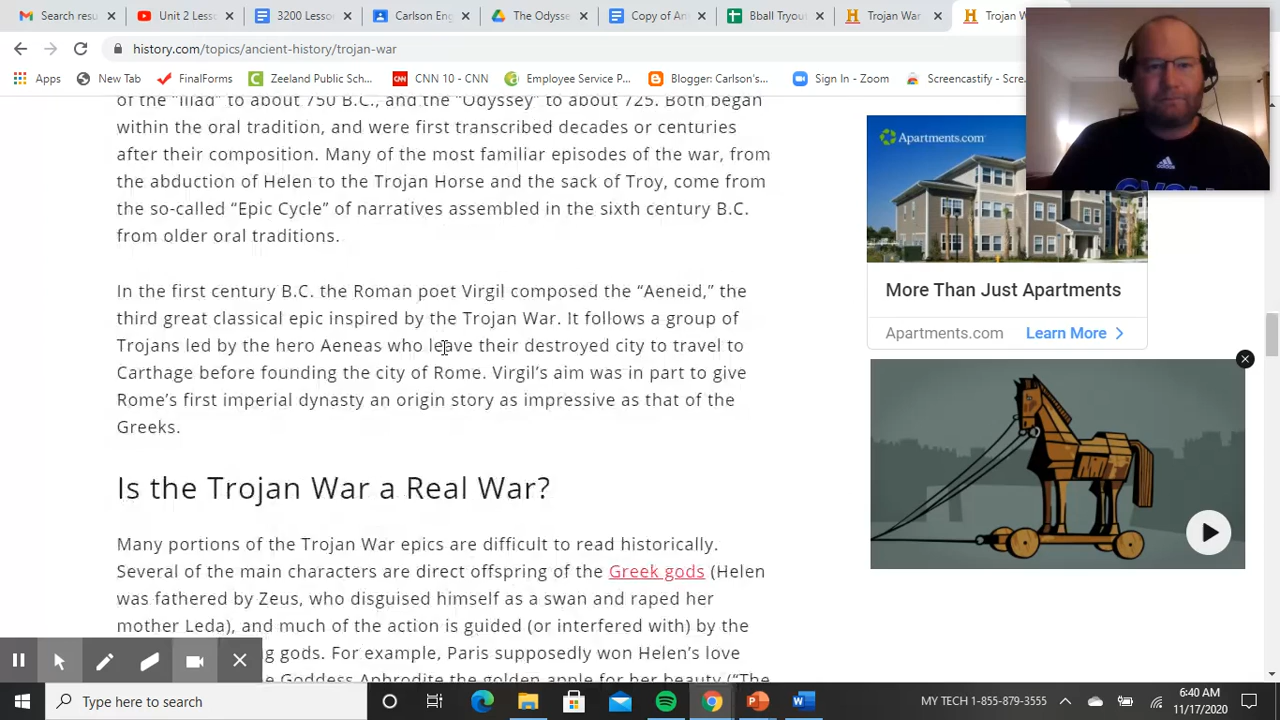 Search resu
Unit 2 Less
3200 Lesso
Carlson Eng
The Odysse
Copy of An
Bball Tryou
Trojan War
Trojan W
history.com/topics/ancient-history/trojan-war
Apps
New Tab
FinalForms
Zeeland Public Sch...
CNN 10 - CNN
Employee Service P...
Blogger: Carlson's...
Sign In - Zoom
Screencastify - Scre...
of the “Iliad” to about 750 B.C., and the “Odyssey” to about 725. Both began
within the oral tradition, and were first transcribed decades or centuries
after their composition. Many of the most familiar episodes of the war, from
the abduction of Helen to the Trojan Horse and the sack of Troy, come from
the so-called “Epic Cycle” of narratives assembled in the sixth century B.C.
from older oral traditions.
In the first century B.C. the Roman poet Virgil composed the “Aeneid,” the
third great classical epic inspired by the Trojan War. It follows a group of
Trojans led by the hero Aeneas who leave their destroyed city to travel to
Carthage before founding the city of Rome. Virgil’s aim was in part to give
Rome’s first imperial dynasty an origin story as impressive as that of the
Greeks.
Is the Trojan War a Real War?
Many portions of the Trojan War epics are difficult to read historically.
Several of the main characters are direct offspring of the Greek gods (Helen
was fathered by Zeus, who disguised himself as a swan and raped her
mother Leda), and much of the action is guided (or interfered with) by the
gods. For example, Paris supposedly won Helen’s love
Goddess Aphrodite the golden apple for her beauty (“The
Apartments.com
More Than Just Apartments
Apartments.com
Learn More
adidas
Type here to search
MY TECH 1-855-879-3555
6:40 AM
11/17/2020